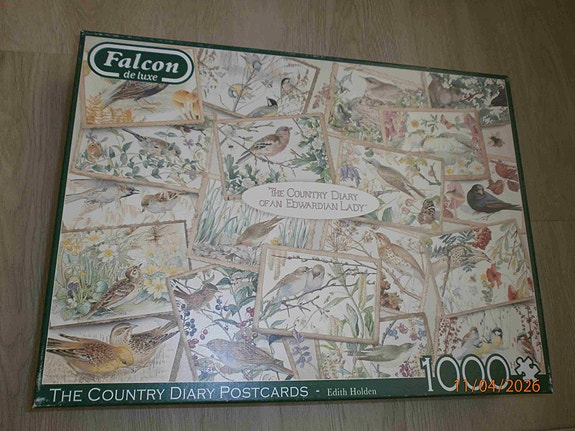 Falcon
de luxe
"THE COUNTRY DIARY
OF AN EDWARDIAN LADY"
THE COUNTRY DIARY POSTCARDS - Edith Holden
1000
11/04/2026